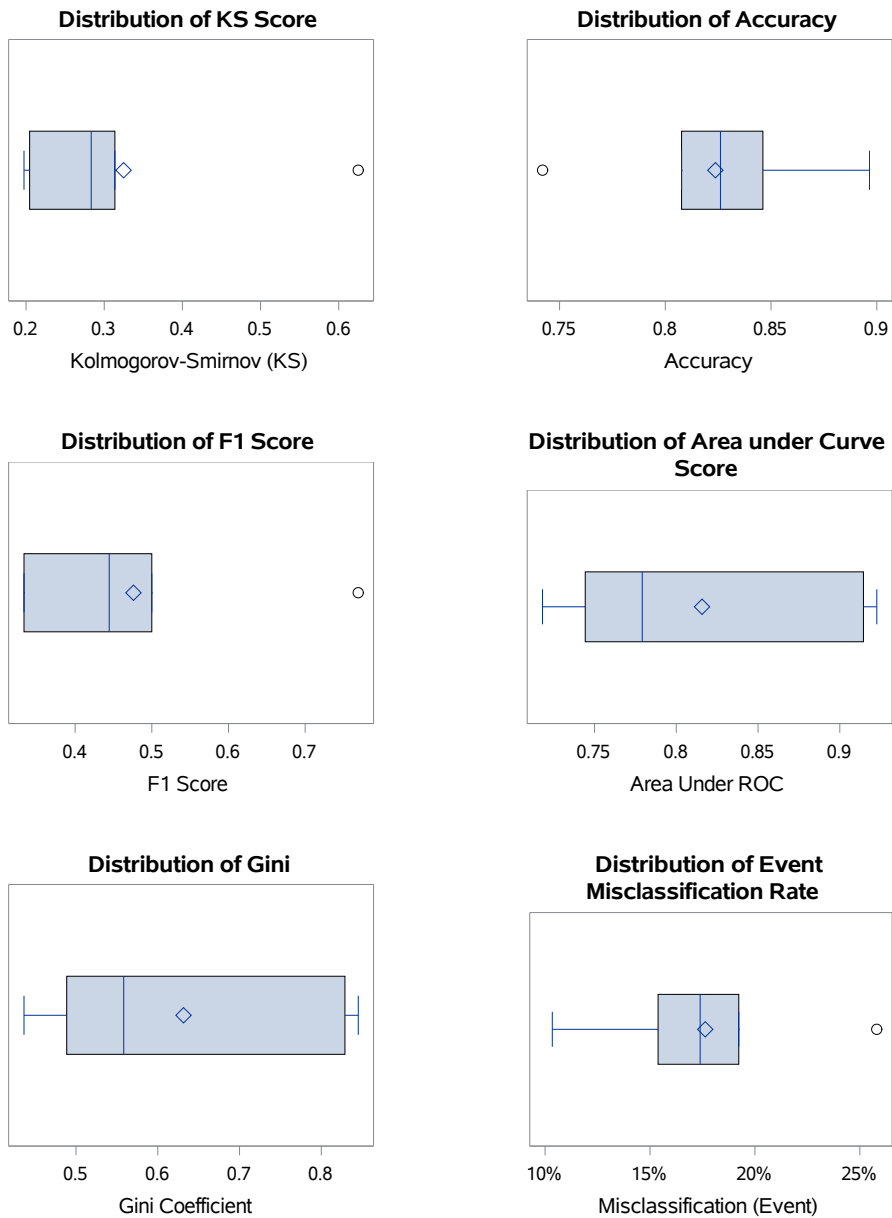 Distribution of KS Score
0.2 0.3 0.4 0.5 0.6
Kolmogorov-Smirnov (KS)
Distribution of Accuracy
0.75 0.8 0.85 0.9
Accuracy
Distribution of F1 Score
0.4 0.5 0.6 0.7
F1 Score
Distribution of Area under Curve
Score
0.75 0.8 0.85 0.9
Area Under ROC
Distribution of Gini
0.5 0.6 0.7 0.8
Gini Coefficient
Distribution of Event
Misclassification Rate
10% 15% 20% 25%
Misclassification (Event)